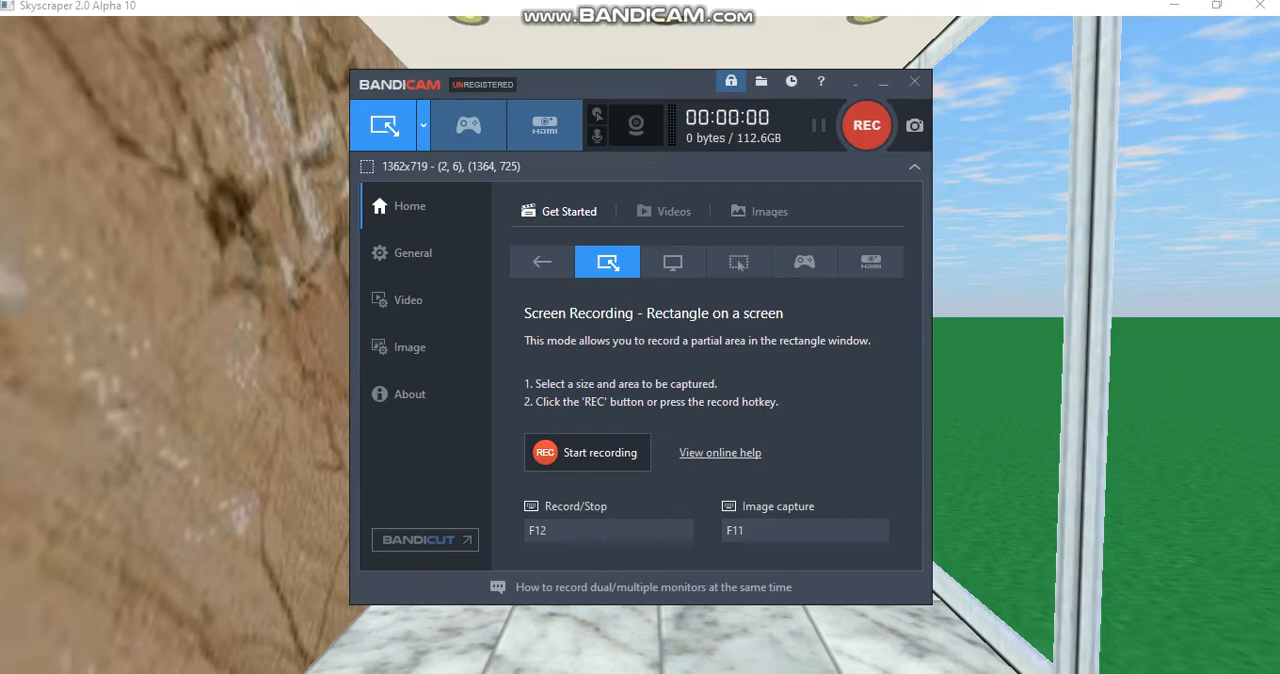 Skyscraper 2.0 Alpha 10
www.BANDICAM.com
BANDICAM UNREGISTERED
?
HDMI
00:00:00
0 bytes / 112.6GB
REC
1362x719 - (2, 6), (1364, 725)
Home
General
Video
Image
About
BANDICUT
Get Started
Videos
Images
HDMI
Screen Recording - Rectangle on a screen
This mode allows you to record a partial area in the rectangle window.
1. Select a size and area to be captured.
2. Click the 'REC' button or press the record hotkey.
REC Start recording
View online help
Record/Stop
Image capture
F12
F11
How to record dual/multiple monitors at the same time